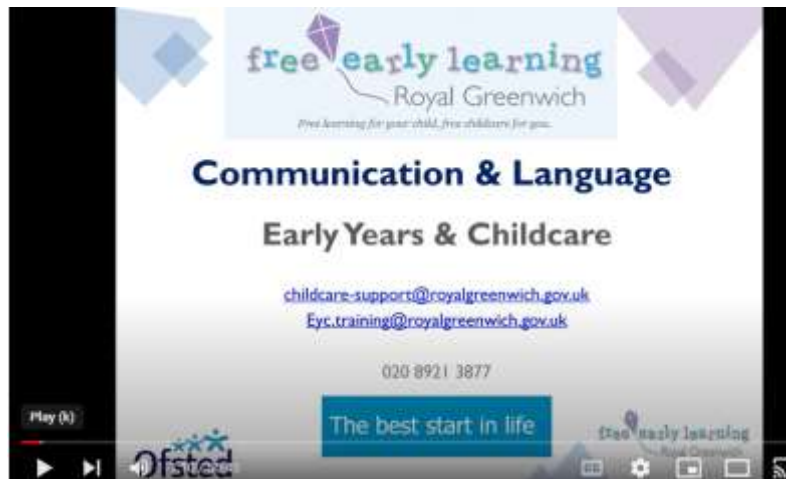 free early learning
Royal Greenwich
Free learning for your child, free childcare for you.
Communication & Language
Early Years & Childcare
childcare-support@royalgreenwich.gov.uk
Eyc.training@royalgreenwich.gov.uk
020 8921 3877
Play (k)
The best start in life
free early learning
Ofsted